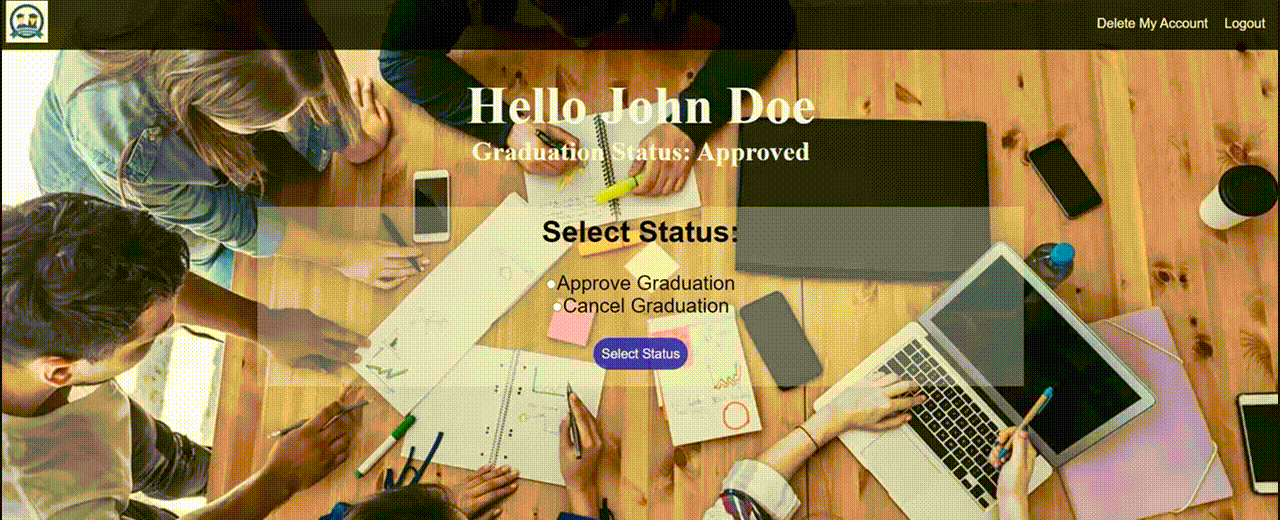 Delete My Account Logout
Hello John Doe
Graduation Status: Approved
Select Status:
Approve Graduation
Cancel Graduation
Select Status